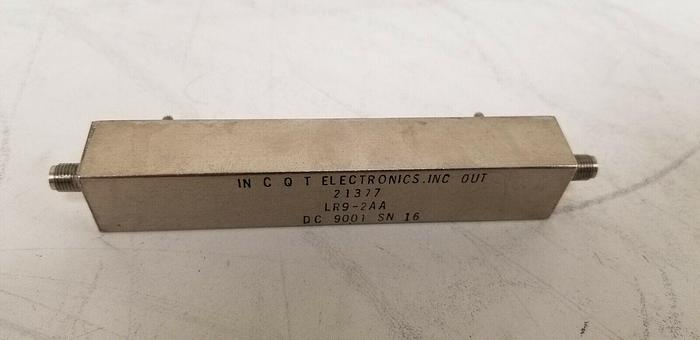 IN C Q T ELECTRONICS.INC OUT
21377
LR9-2AA
DC 9001 SN 16